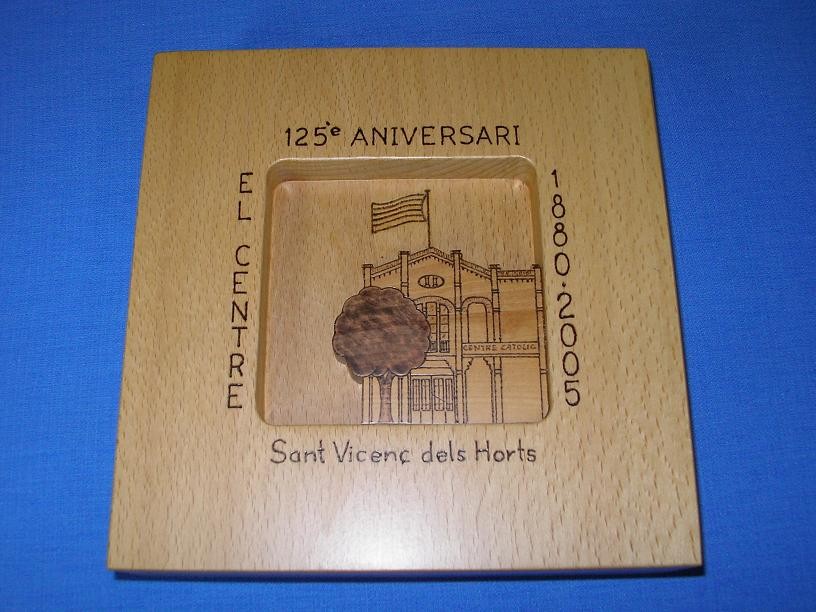 125è ANIVERSARI
EL CENTRE
1880·2005
CENTRE CATOLIC
Sant Vicenç dels Horts